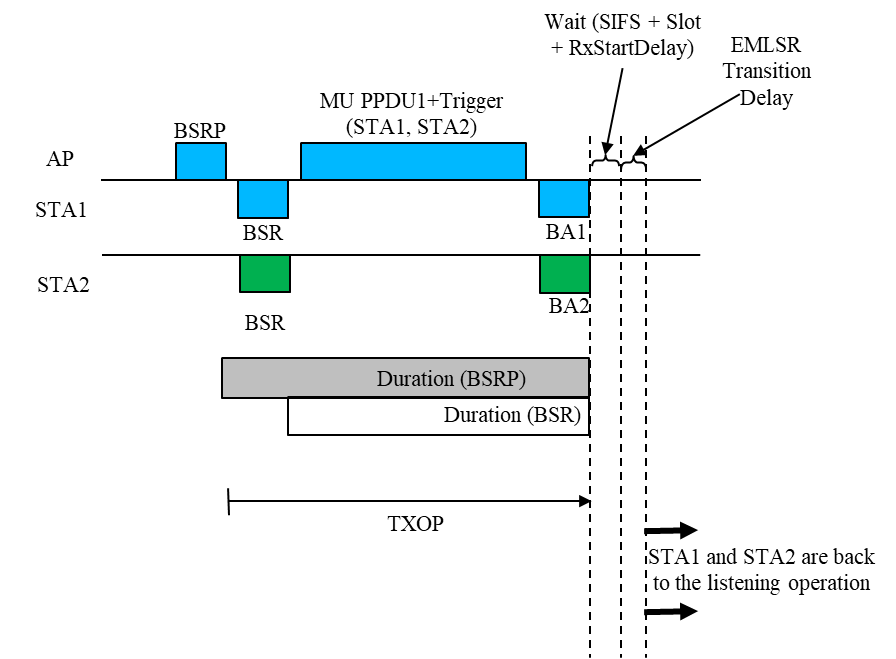 Wait (SIFS + Slot
+ RxStartDelay)
EMLSR
Transition
Delay
MU PPDU1+Trigger
(STA1, STA2)
BSRP
AP
STA1
BSR
BA1
STA2
BSR
BA2
Duration (BSRP)
Duration (BSR)
TXOP
STA1 and STA2 are back
to the listening operation